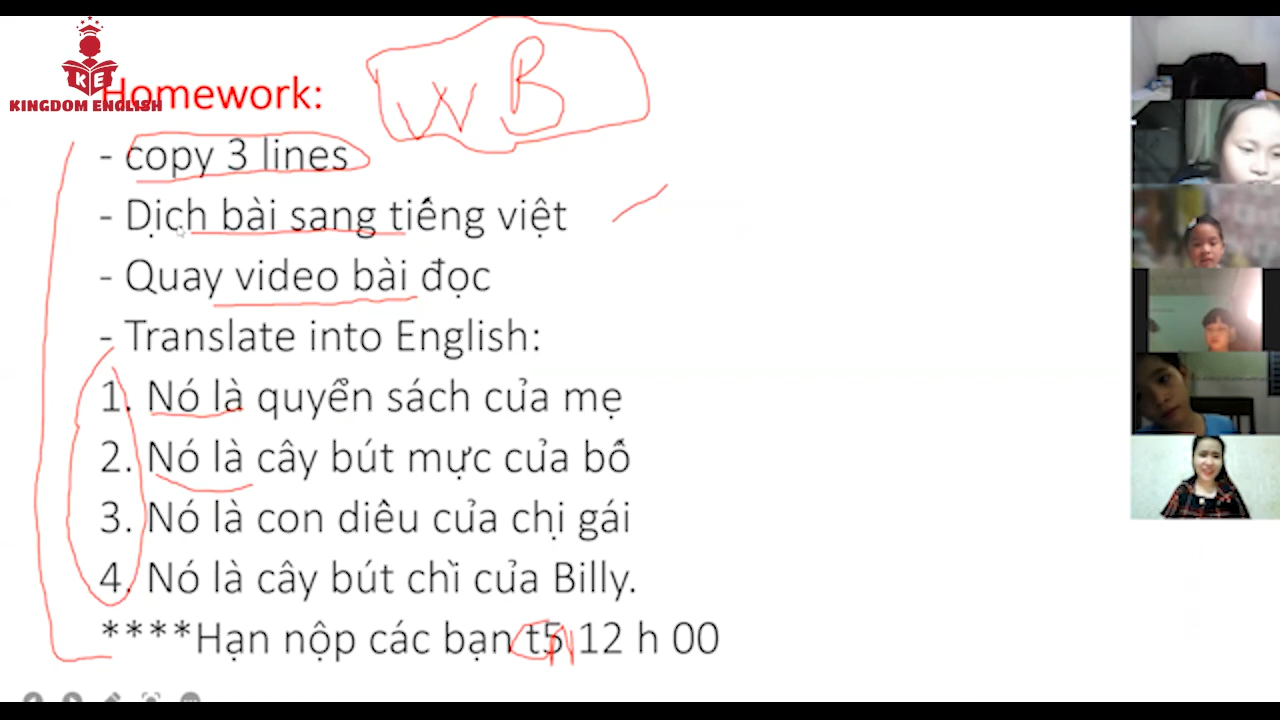 KE
KINGDOM ENGLISH
Homework:
WB
- copy 3 lines
- Dịch bài sang tiếng việt
- Quay video bài đọc
- Translate into English:
1. Nó là quyển sách của mẹ
2. Nó là cây bút mực của bố
3. Nó là con diều của chị gái
4. Nó là cây bút chì của Billy.
****Hạn nộp các bạn t5 12 h 00